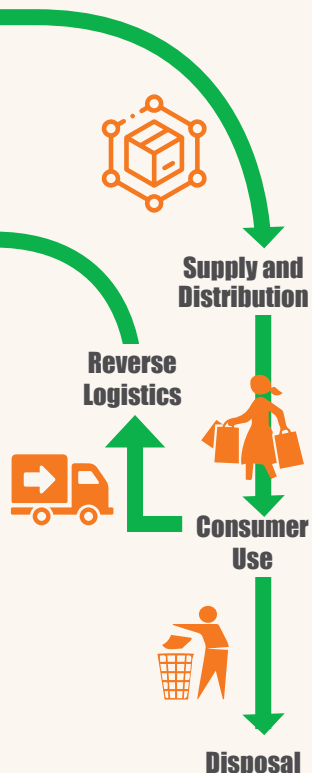 Supply and
Distribution
Reverse
Logistics
Consumer
Use
Disposal